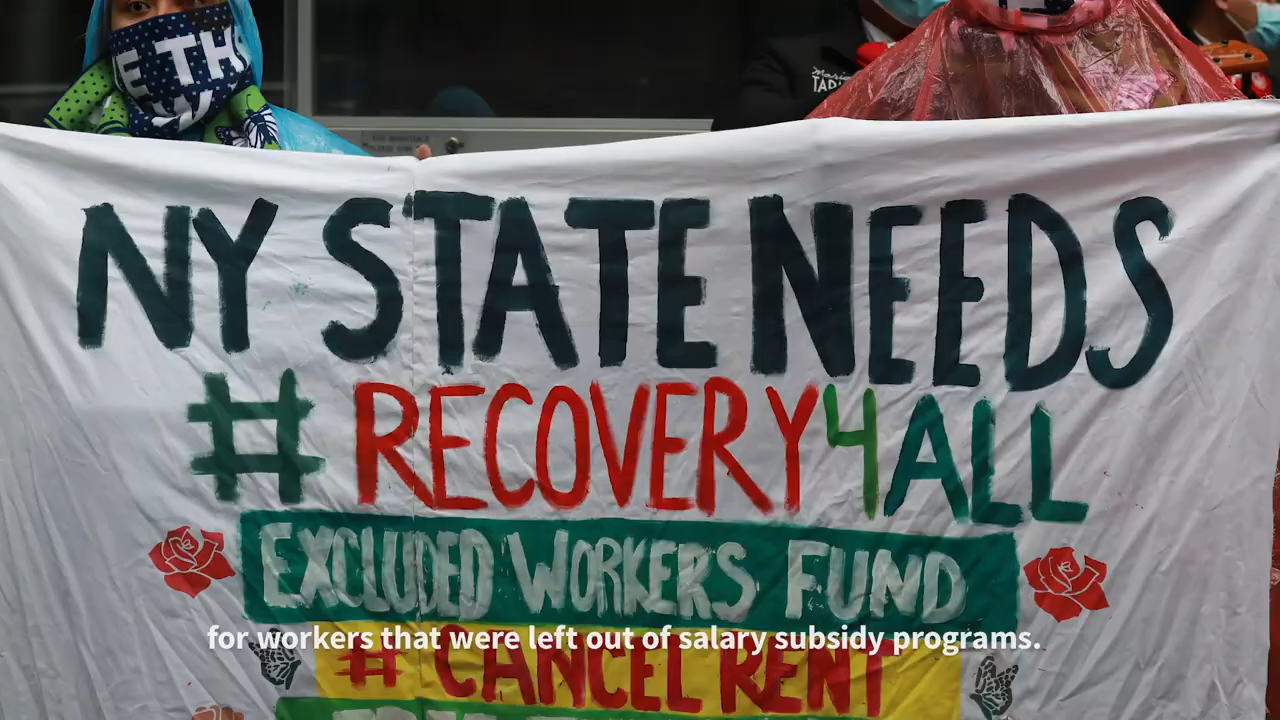 E TH
NY STATE NEEDS
# RECOVERY4ALL
EXCLUDED WORKERS FUND
for workers that were left out of salary subsidy programs.
# CANCEL RENT